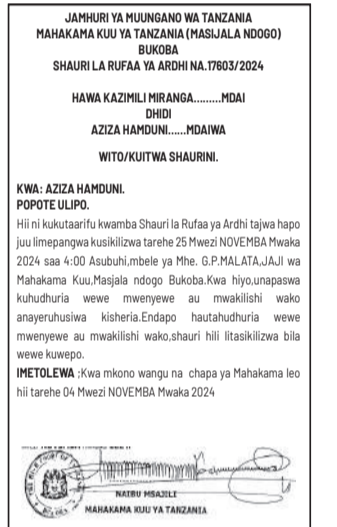 JAMHURI YA MUUNGANO WA TANZANIA
MAHAKAMA KUU YA TANZANIA (MASIJALA NDOGO)
BUKOBA
SHAURI LA RUFAA YA ARDHI NA.17603/2024
HAWA KAZIMILI MIRANGA.........MDAI
DHIDI
AZIZA HAMDUNI......MDAIWA
WITO/KUITWA SHAURINI.
KWA: AZIZA HAMDUNI.
POPOTE ULIPO.
Hii ni kukutaarifu kwamba Shauri la Rufaa ya Ardhi tajwa hapo
juu limepangwa kusikilizwa tarehe 25 Mwezi NOVEMBA Mwaka
2024 saa 4:00 Asubuhi,mbele ya Mhe. G.P.MALATA,JAJI wa
Mahakama Kuu,Masjala ndogo Bukoba.Kwa hiyo,unapaswa
kuhudhuria wewe mwenyewe au mwakilishi wako
anayeruhusiwa kisheria.Endapo hautahudhuria wewe
mwenyewe au mwakilishi wako,shauri hili litasikilizwa bila
wewe kuwepo.
IMETOLEWA ;Kwa mkono wangu na chapa ya Mahakama leo
hii tarehe 04 Mwezi NOVEMBA Mwaka 2024
NAIBU MSAJILI
MAHAKAMA KUU YA TANZANIA